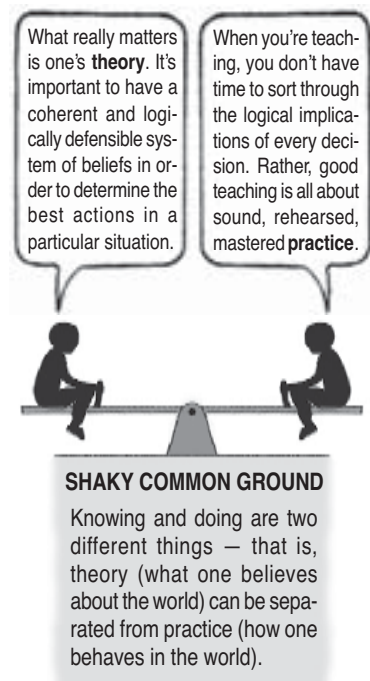 What really matters
is one's theory. It's
important to have a
coherent and logi-
cally defensible sys-
tem of beliefs in or-
der to determine the
best actions in a
particular situation.
When you're teach-
ing, you don't have
time to sort through
the logical implica-
tions of every deci-
sion. Rather, good
teaching is all about
sound, rehearsed,
mastered practice.
SHAKY COMMON GROUND
Knowing and doing are two
different things — that is,
theory (what one believes
about the world) can be sepa-
rated from practice (how one
behaves in the world).